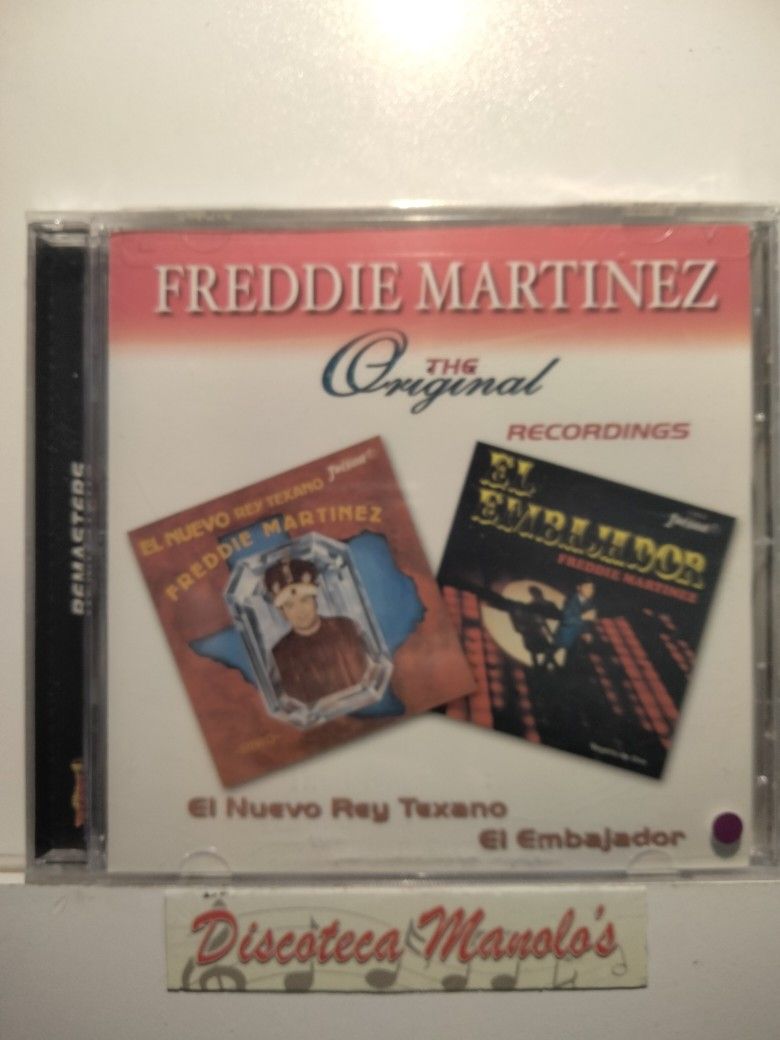 FREDDIE MARTINEZ
THE
Original
RECORDINGS
EL NUEVO REY TEXANO
FREDDIE MARTINEZ
EL
EMBAJADOR
FREDDIE MARTINEZ
El Nuevo Rey Texano
El Embajador
REMASTERS
Discoteca Manolo's